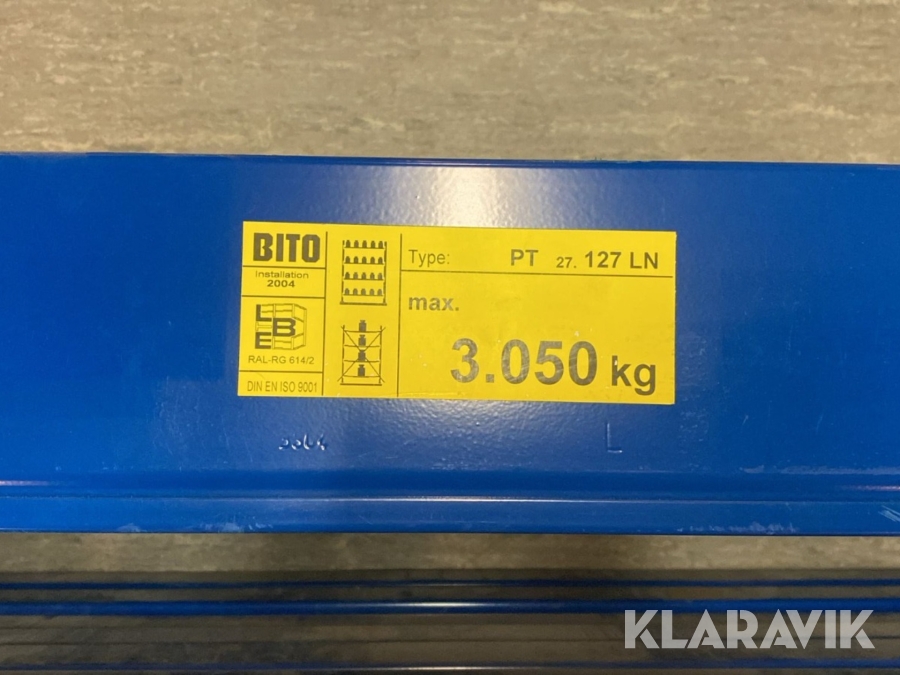 BITO
Installation
2004
L B E
RAL-RG 614/2
DIN EN ISO 9001
Type: PT 27. 127 LN
max.
3.050 kg
L
KLARAVIK